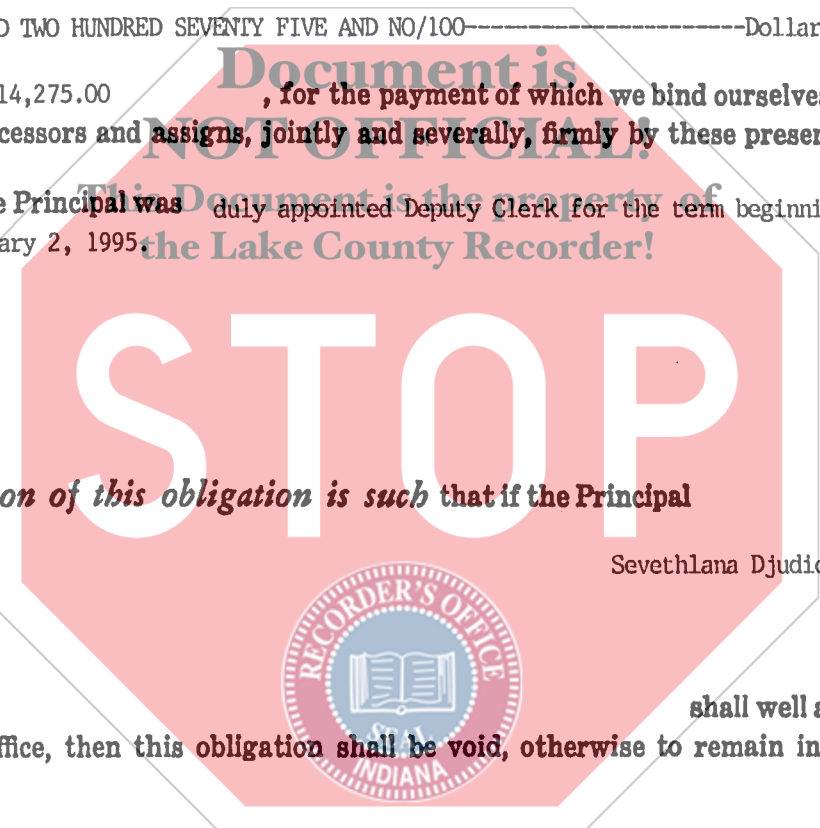 D TWO HUNDRED SEVENTY FIVE AND NO/100------------------------Dollar
Document is
14,275.00 , for the payment of which we bind ourselve
cessors and assigns, jointly and severally, firmly by these presen
NOT OFFICIAL!
This Document is the property of
e Principal was duly appointed Deputy Clerk for the term beginni
ary 2, 1995.
the Lake County Recorder!
STOP
on of this obligation is such that if the Principal
Sevethlana Djudic
RECORDER'S OFFICE
SEAL
INDIANA
shall well a
ffice, then this obligation shall be void, otherwise to remain in